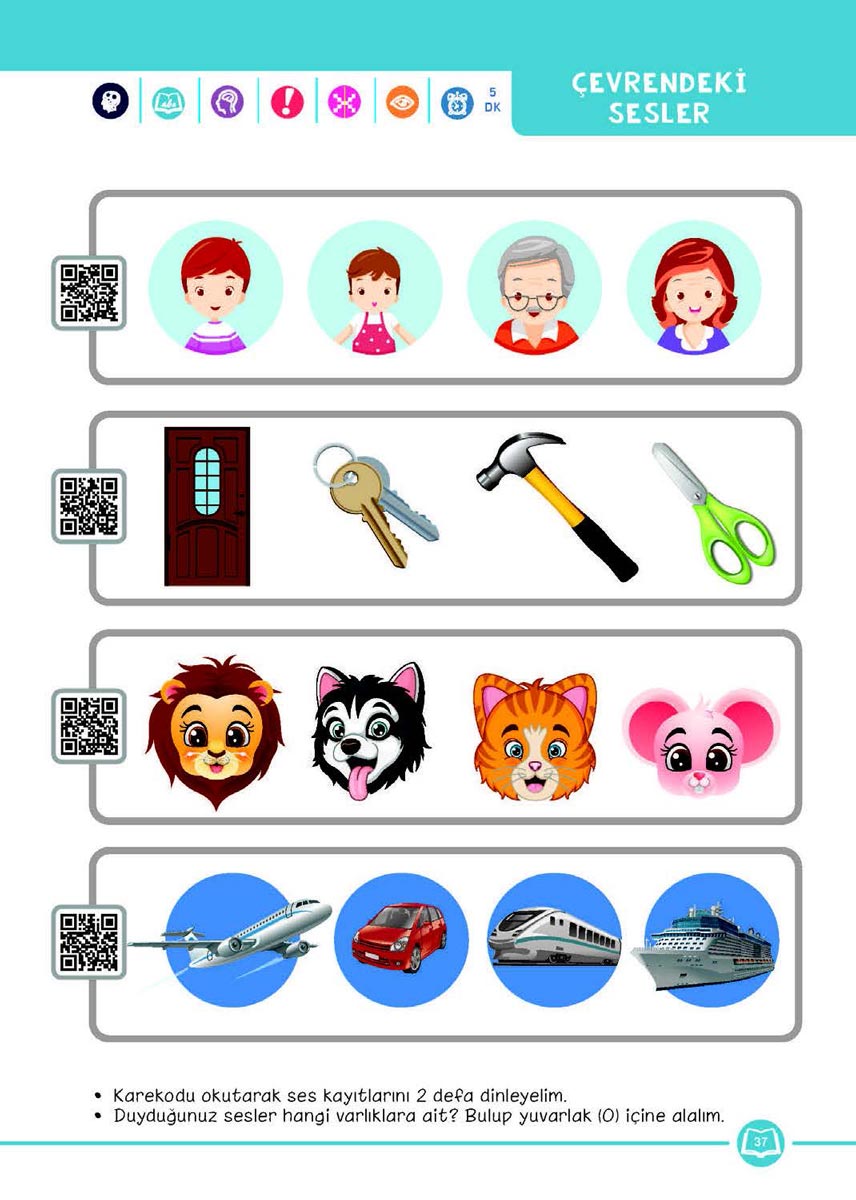 5
DK
ÇEVRENDEKİ
SESLER
• Karekodu okutarak ses kayıtlarını 2 defa dinleyelim.
• Duyduğunuz sesler hangi varlıklara ait? Bulup yuvarlak (O) içine alalım.
37